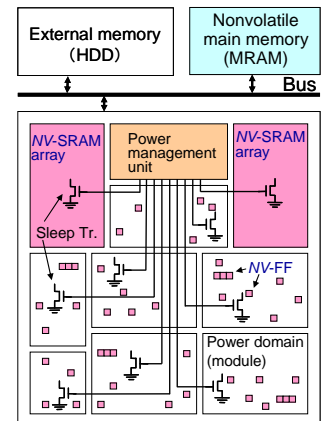 External memory
(HDD)
Nonvolatile
main memory
(MRAM)
Bus
NV-SRAM
array
Power
management
unit
NV-SRAM
array
Sleep Tr.
NV-FF
Power domain
(module)